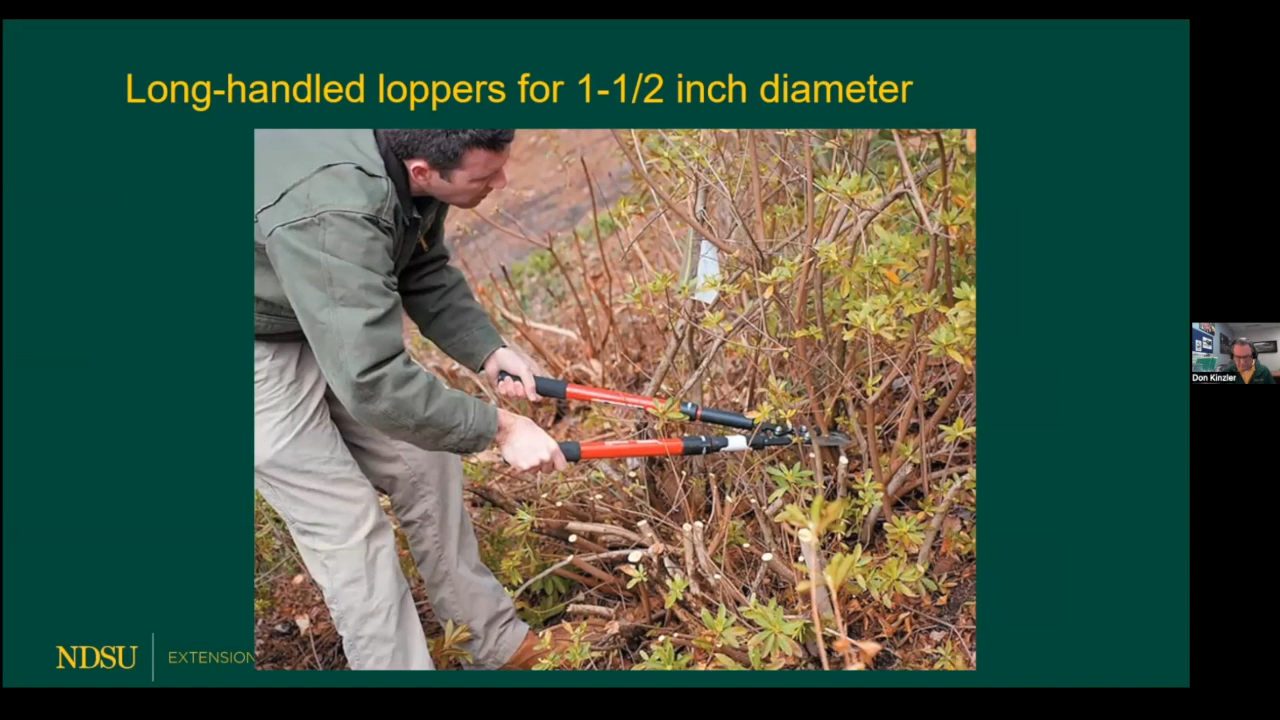 Long-handled loppers for 1-1/2 inch diameter
Don Kinzler
NDSU EXTENSION